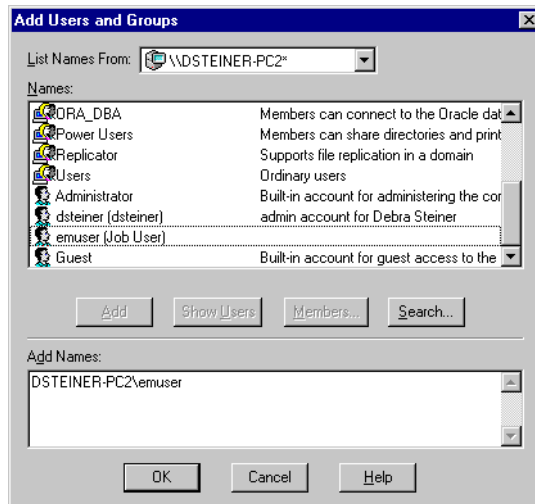 Add Users and Groups
List Names From: \\DSTEINER-PC2*
Names:
ORA_DBA Members can connect to the Oracle dat
Power Users Members can share directories and print
Replicator Supports file replication in a domain
Users Ordinary users
Administrator Built-in account for administering the cor
dsteiner (dsteiner) admin account for Debra Steiner
emuser (Job User)
Guest Built-in account for guest access to the
Add Show Users Members... Search...
Add Names:
DSTEINER-PC2\emuser
OK Cancel Help